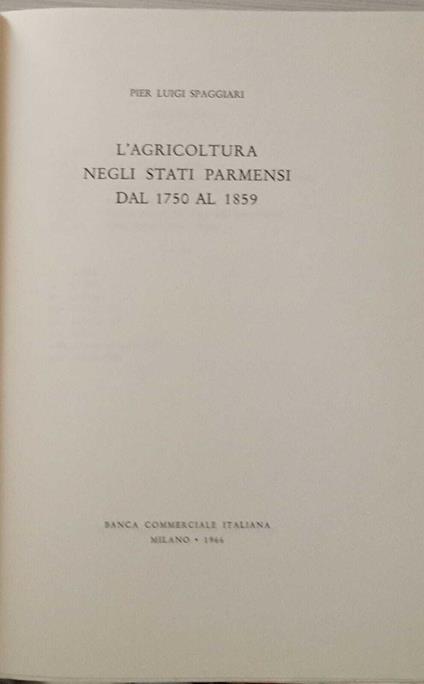 PIER LUIGI SPAGGIARI
L'AGRICOLTURA
NEGLI STATI PARMENSI
DAL 1750 AL 1859
BANCA COMMERCIALE ITALIANA
MILANO • 1966